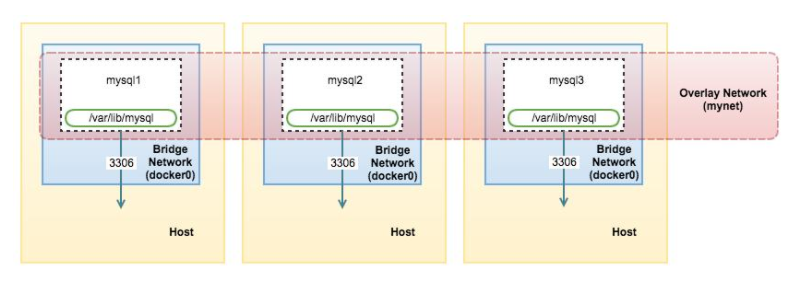 mysql1
mysql2
mysql3
Overlay Network
(mynet)
/var/lib/mysql
/var/lib/mysql
/var/lib/mysql
3306
Bridge
Network
(docker0)
3306
Bridge
Network
(docker0)
3306
Bridge
Network
(docker0)
Host
Host
Host